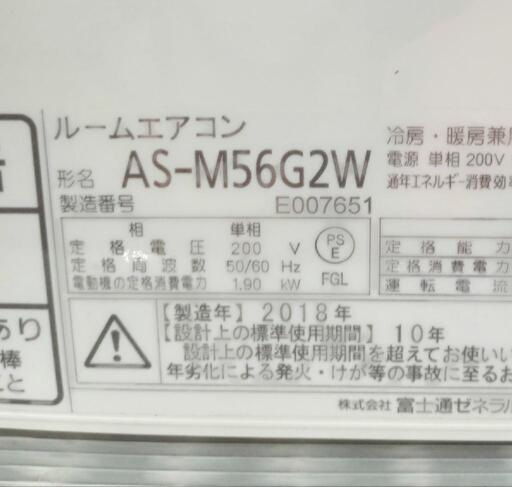 ルームエアコン
形名 AS-M56G2W
製造番号 E007651
相 単相
定格電圧 200 V
定格周波数 50/60 Hz
電動機の定格消費電力 1.90 kW
PS
E
FGL
冷房・暖房兼用
電源 単相 200V
通年エネルギー消費効率
定格能力
定格消費電力
運転電流
【製造年】2018年
【設計上の標準使用期間】10年
設計上の標準使用期間を超えてお使いい
年劣化による発火・けが等の事故に至るお
株式会社 富士通ゼネラル
あり
棒
こと